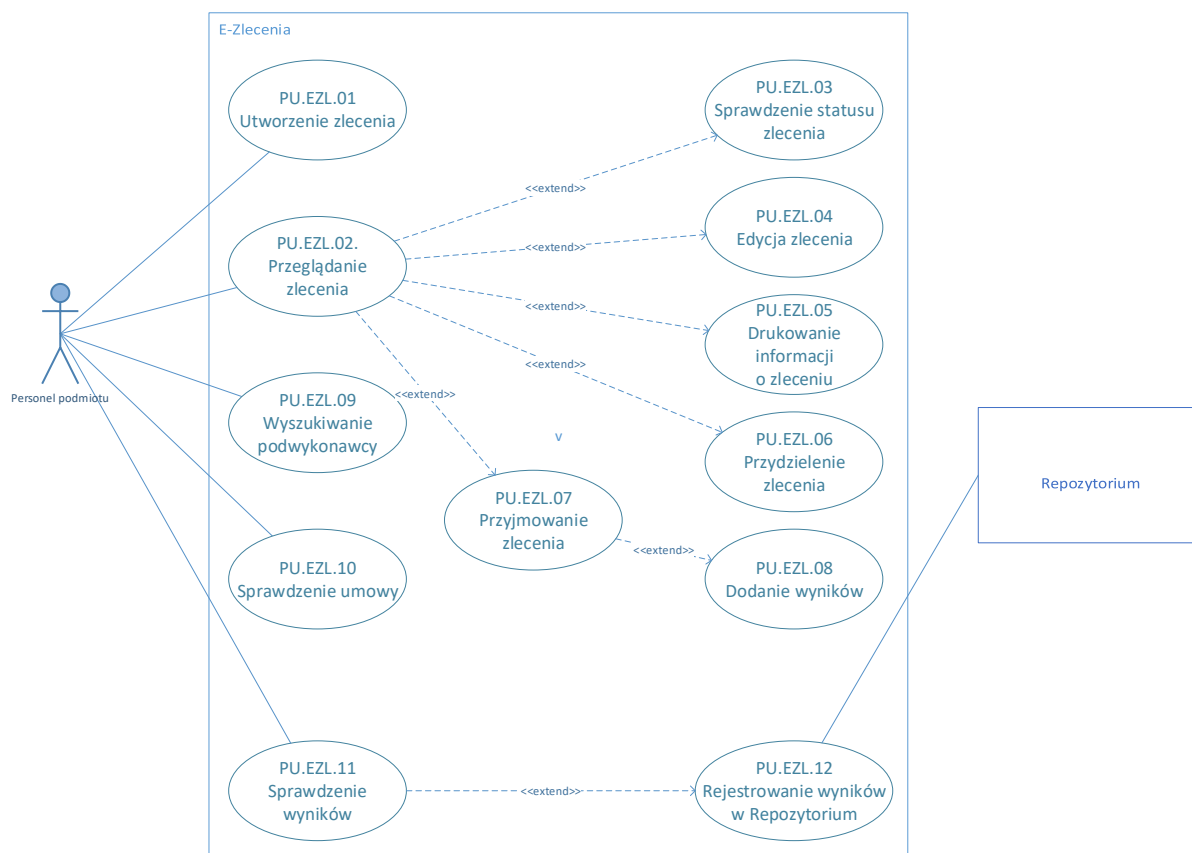 E-Zlecenia
PU.EZL.01
Utworzenie zlecenia
PU.EZL.03
Sprawdzenie statusu
zlecenia
<<extend>>
PU.EZL.02.
Przeglądanie
zlecenia
<<extend>>
PU.EZL.04
Edycja zlecenia
<<extend>>
PU.EZL.05
Drukowanie
informacji
o zleceniu
<<extend>>
Personel podmiotu
<<extend>>
PU.EZL.09
Wyszukiwanie
podwykonawcy
v
PU.EZL.06
Przydzielenie
zlecenia
Repozytorium
PU.EZL.07
Przyjmowanie
zlecenia
<<extend>>
PU.EZL.10
Sprawdzenie umowy
PU.EZL.08
Dodanie wyników
PU.EZL.11
Sprawdzenie
wyników
<<extend>>
PU.EZL.12
Rejestrowanie wyników
w Repozytorium